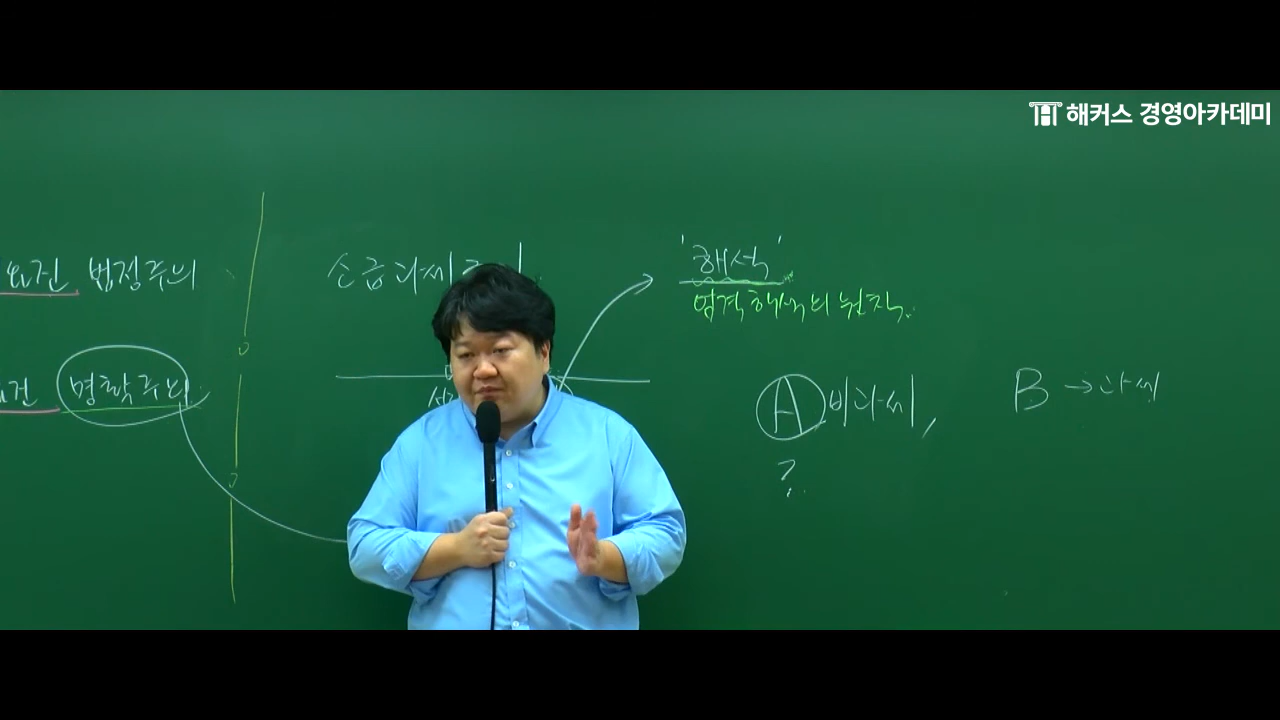 해커스 경영아카데미
요건 법정주의
소급과세
'해석'
엄격해석의 원칙.
요건 명확주의.
A 비과세,
B → 과세
?